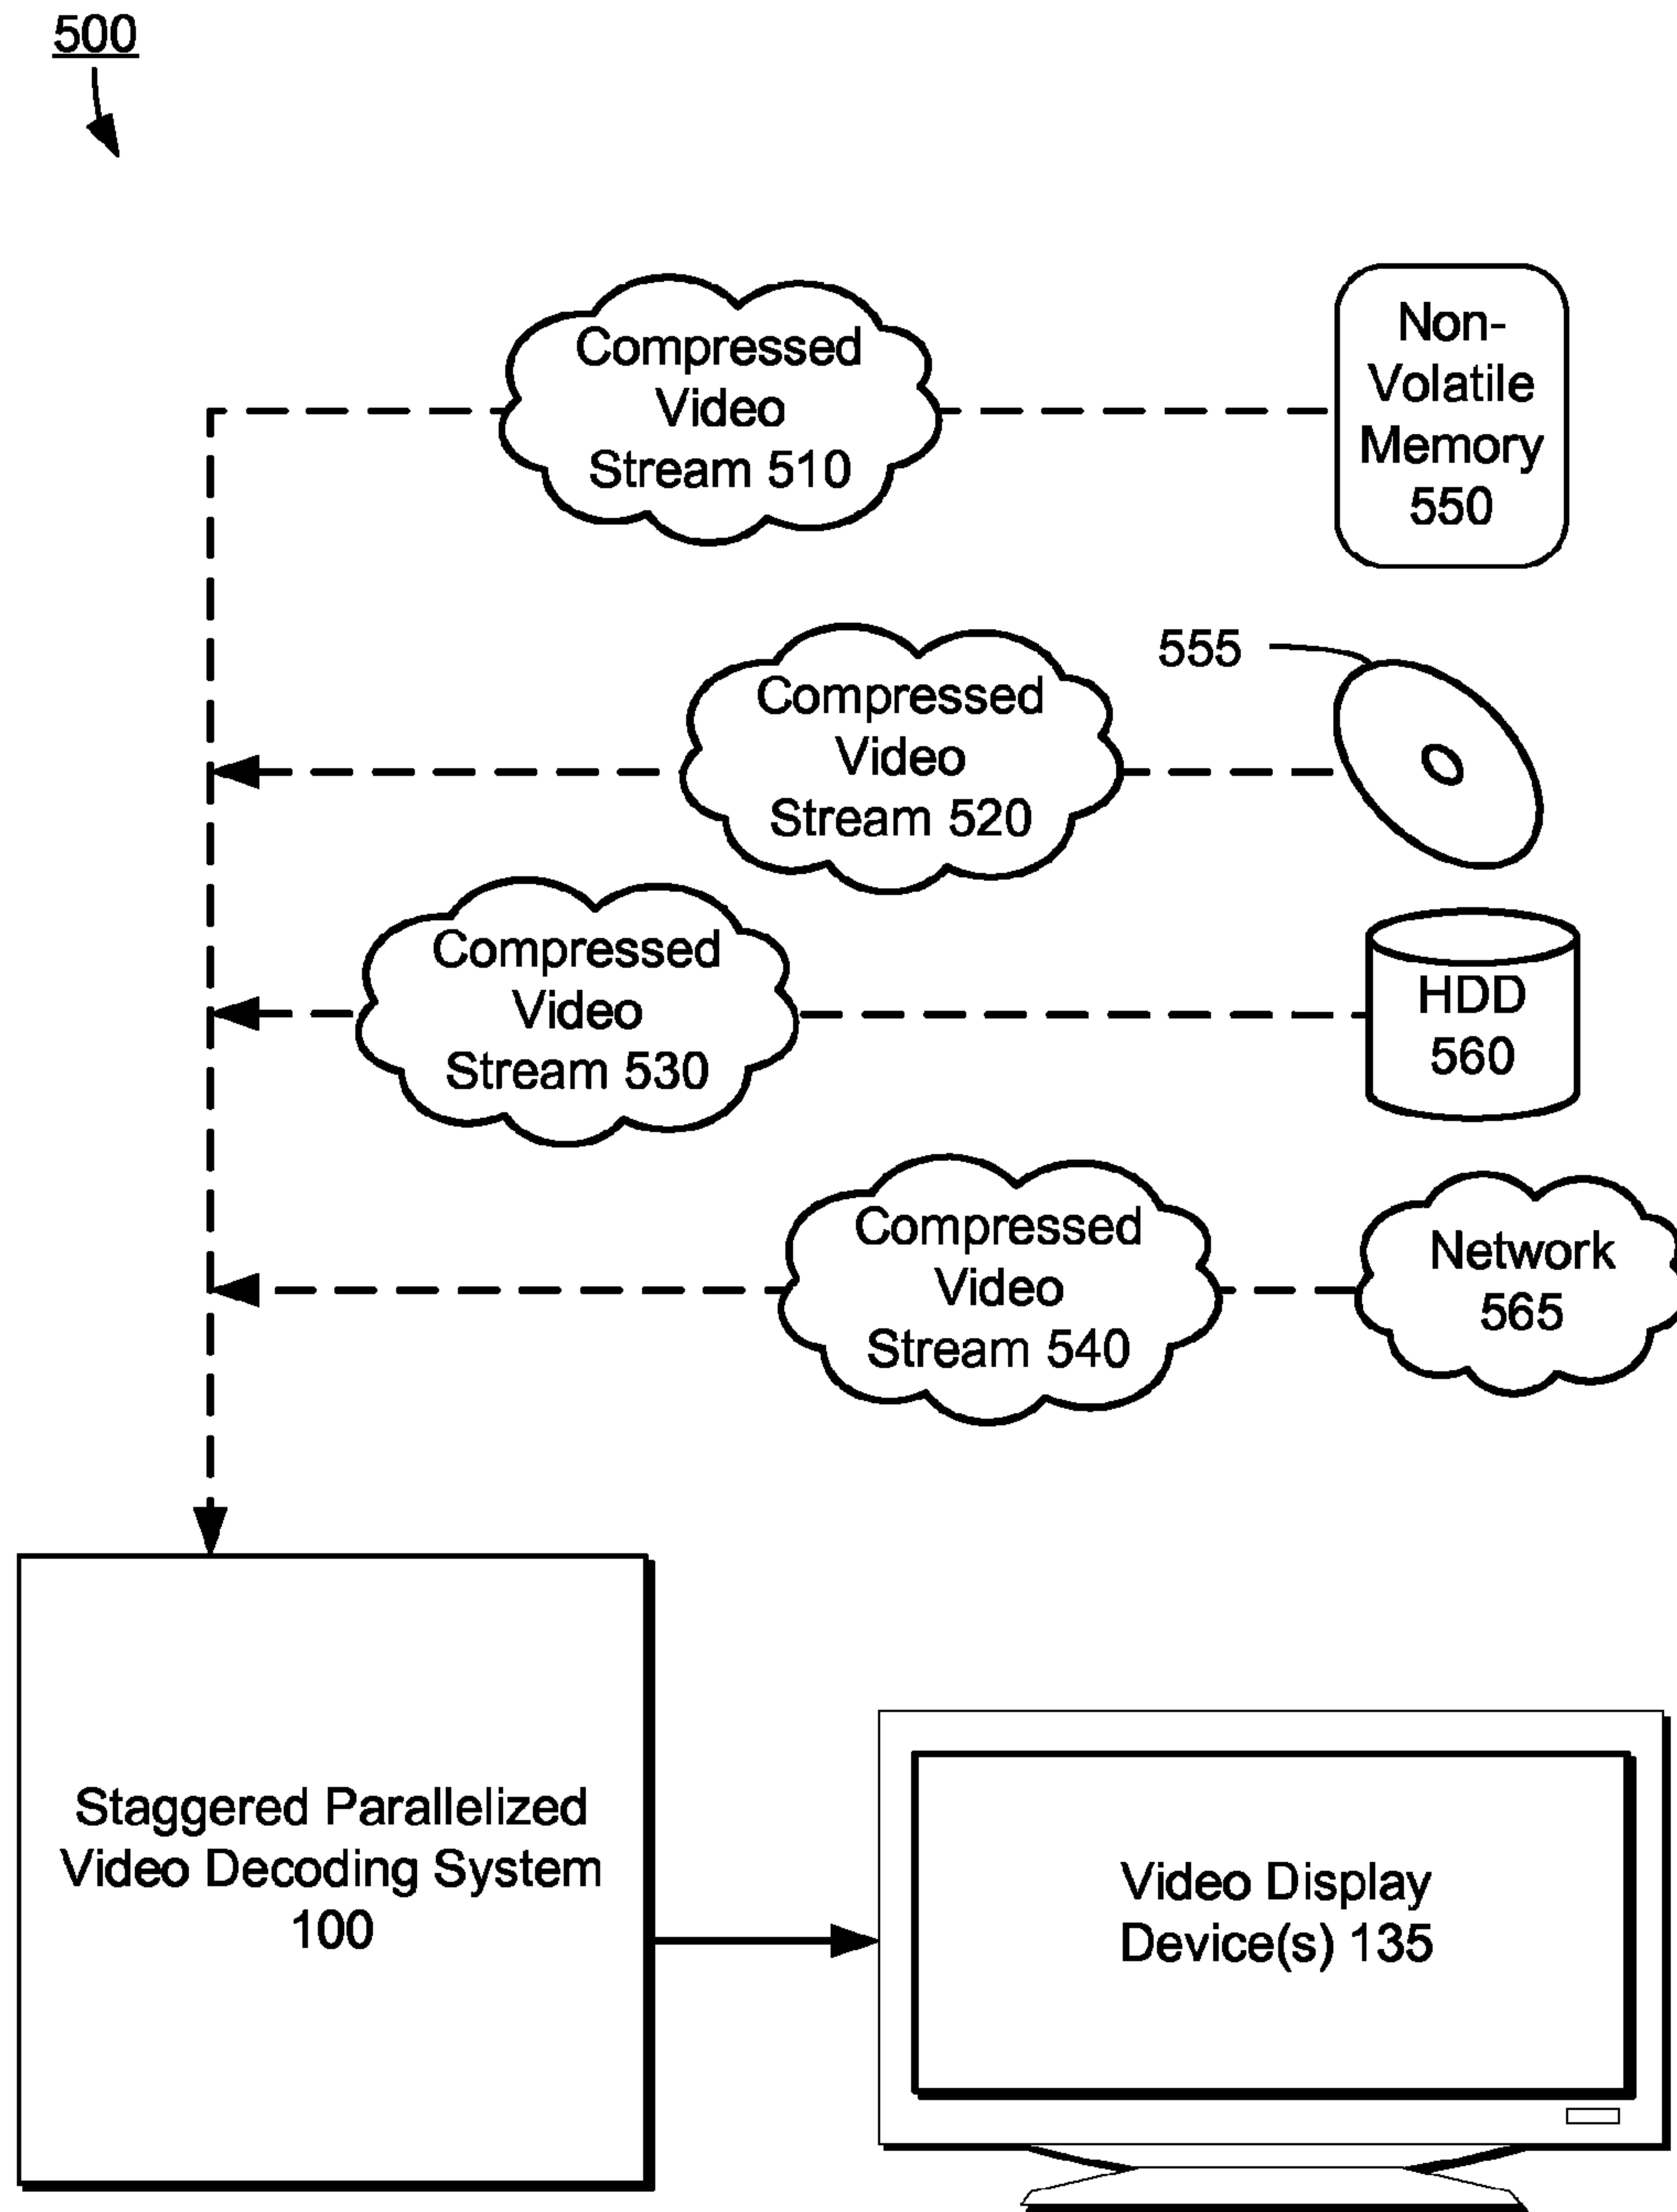 500
Compressed
Video
Stream 510
Non-
Volatile
Memory
550
555
Compressed
Video
Stream 520
Compressed
Video
Stream 530
HDD
560
Compressed
Video
Stream 540
Network
565
Staggered Parallelized
Video Decoding System
100
Video Display
Device(s) 135